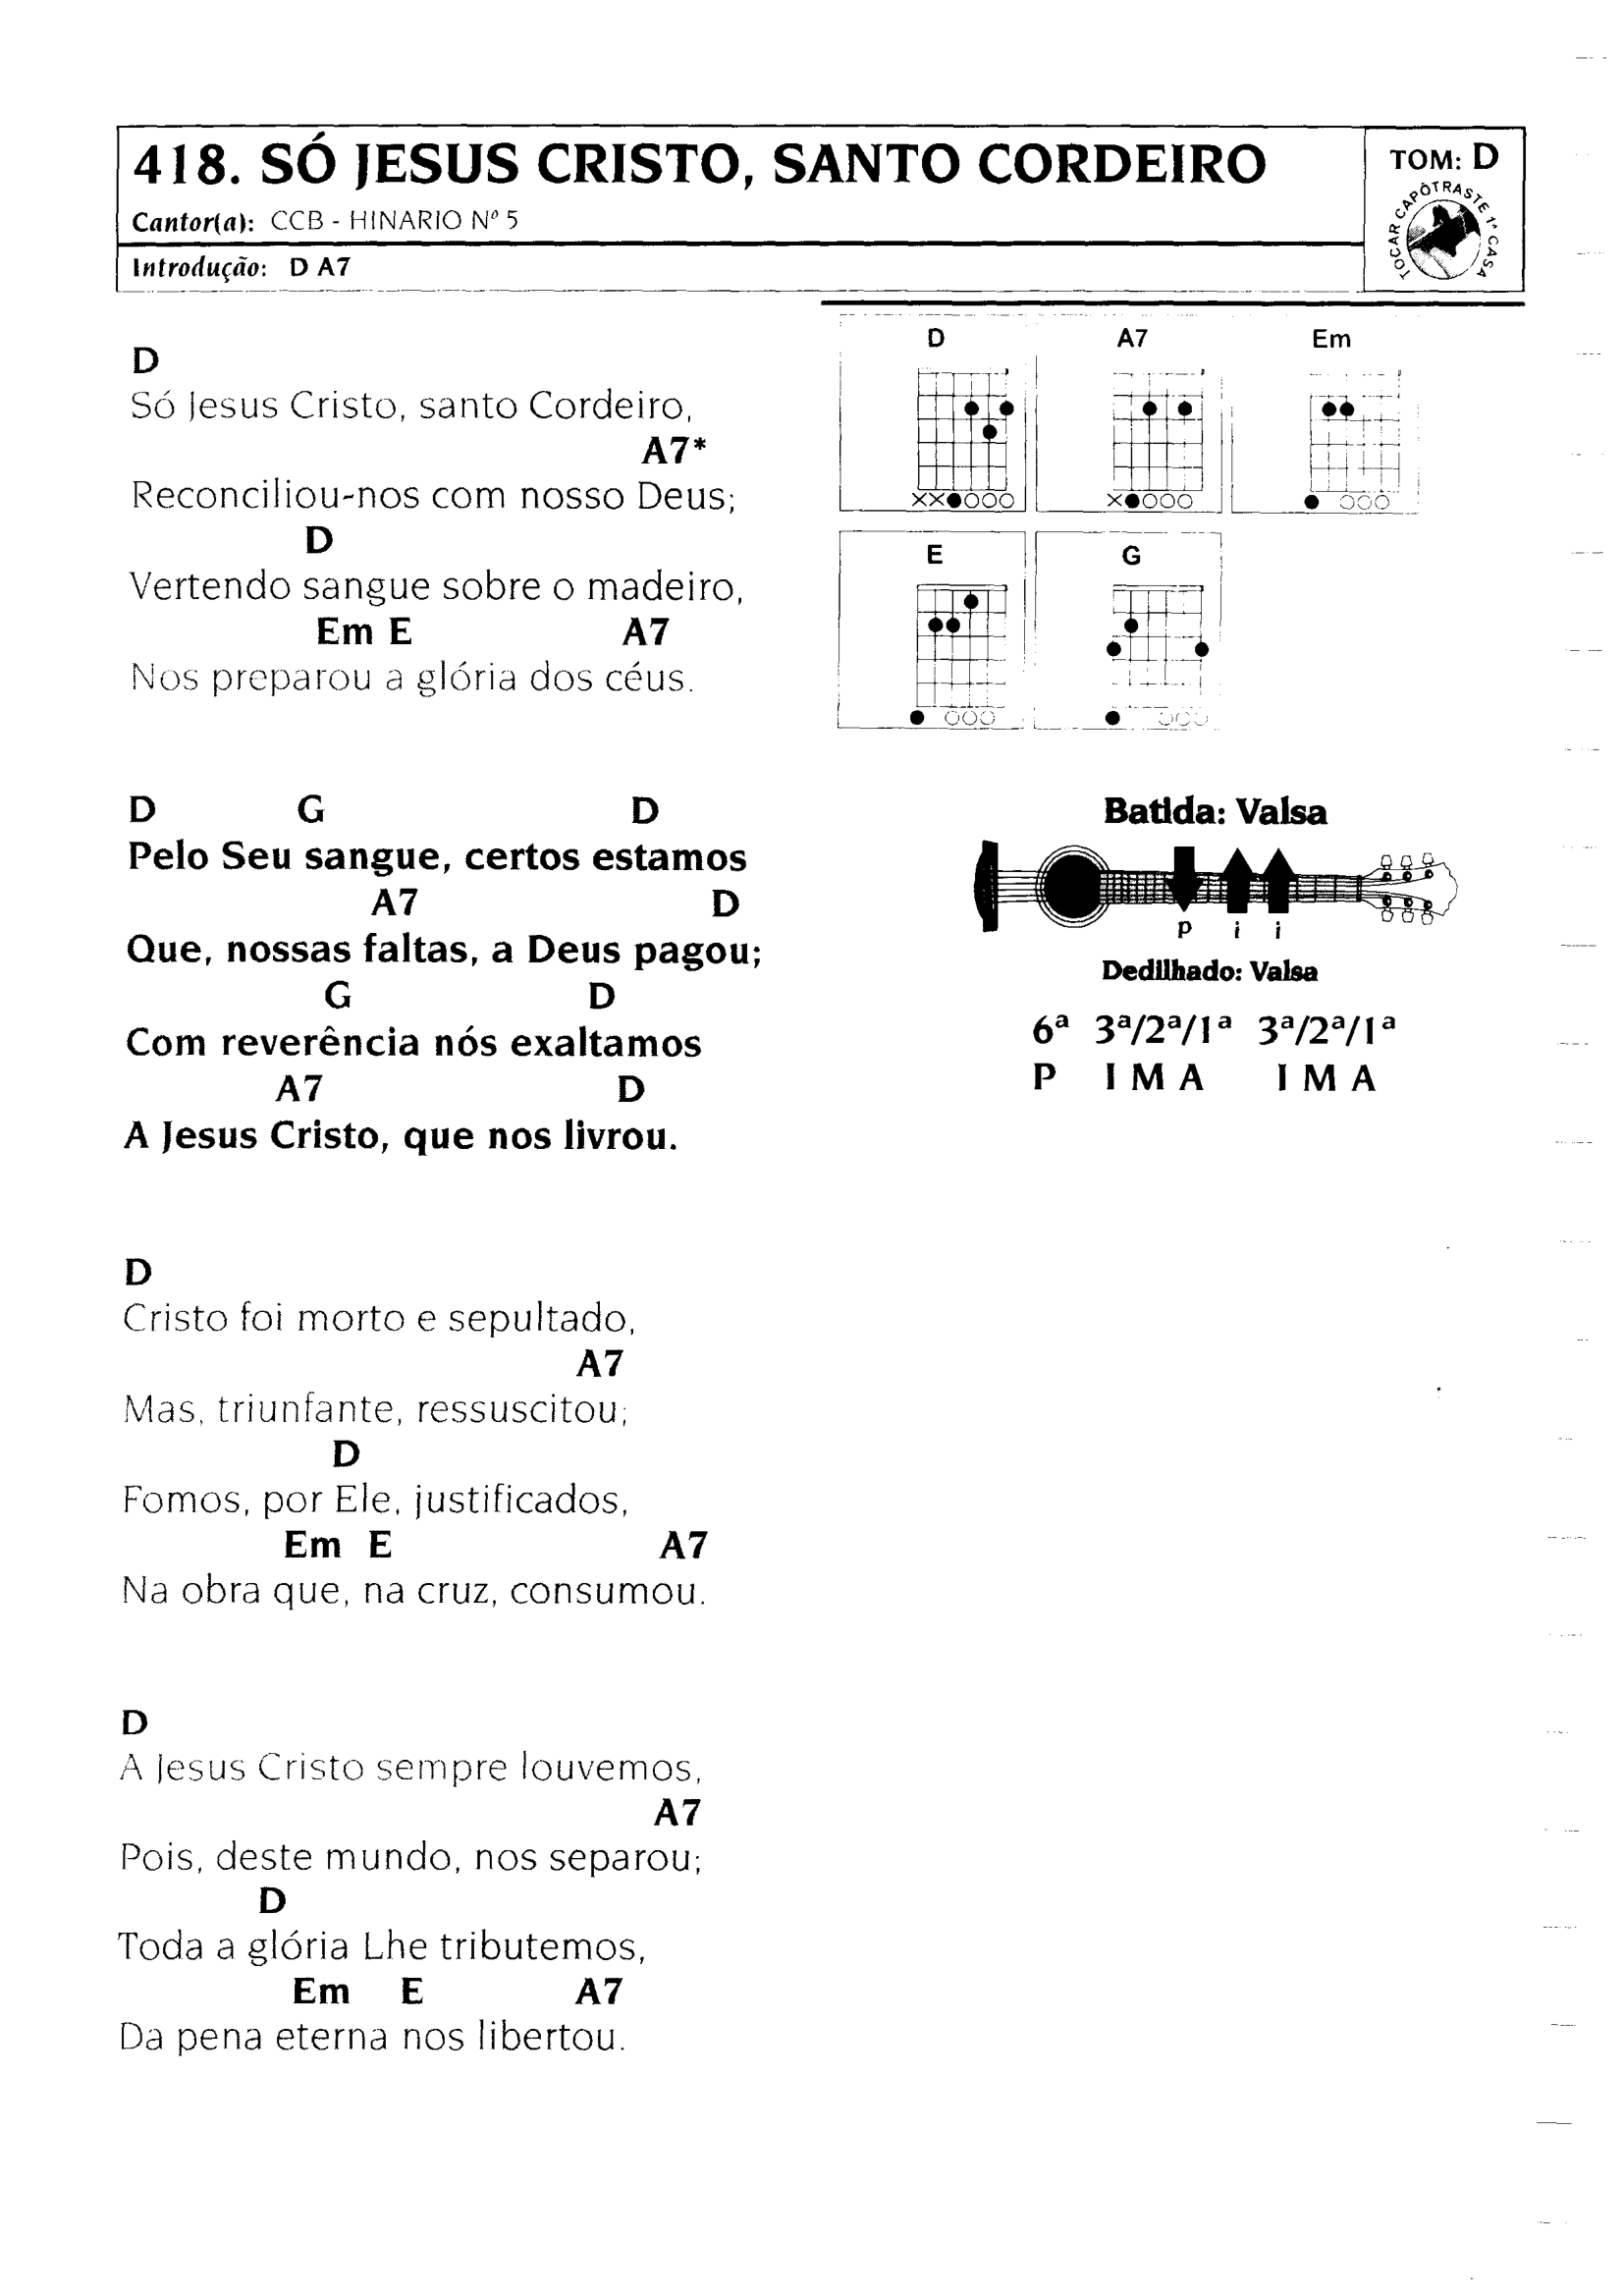 418. SÓ JESUS CRISTO, SANTO CORDEIRO
Cantor(a): CCB - HINARIO Nº 5
Introdução: D A7
TOM: D
TOCAR CAPÔTRASTE 1ª CASA
D
Só Jesus Cristo, santo Cordeiro,
A7*
Reconciliou-nos com nosso Deus;
D
Vertendo sangue sobre o madeiro,
Em E A7
Nos preparou a glória dos céus.
D G D
Pelo Seu sangue, certos estamos
A7 D
Que, nossas faltas, a Deus pagou;
G D
Com reverência nós exaltamos
A7 D
A Jesus Cristo, que nos livrou.
D
Cristo foi morto e sepultado,
A7
Mas, triunfante, ressuscitou;
D
Fomos, por Ele, justificados,
Em E A7
Na obra que, na cruz, consumou.
D
A Jesus Cristo sempre louvemos,
A7
Pois, deste mundo, nos separou;
D
Toda a glória Lhe tributemos,
Em E A7
Da pena eterna nos libertou.
D A7 Em
E G
Batida: Valsa
p i i
Dedilhado: Valsa
6ª 3ª/2ª/1ª 3ª/2ª/1ª
P I M A I M A